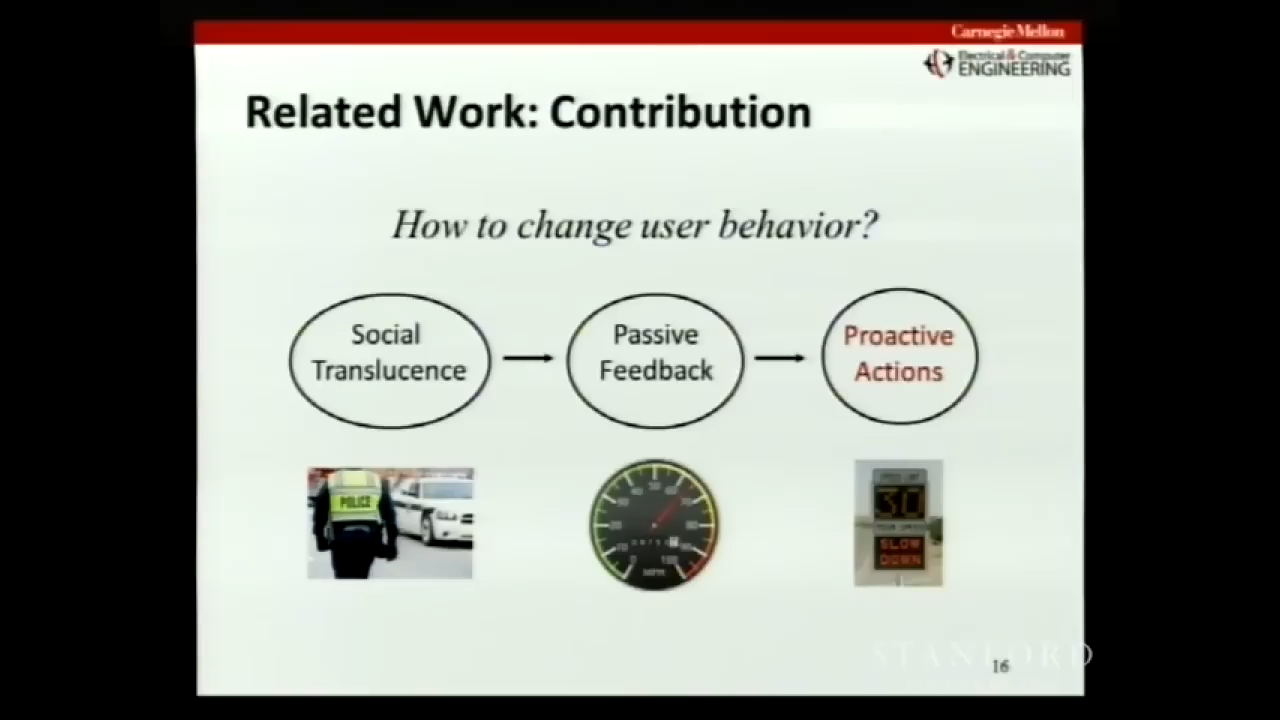 Carnegie Mellon
Electrical & Computer
ENGINEERING
Related Work: Contribution
How to change user behavior?
Social
Translucence
Passive
Feedback
Proactive
Actions
POLICE
MPH
30
SLOW
DOWN
STANFORD
16